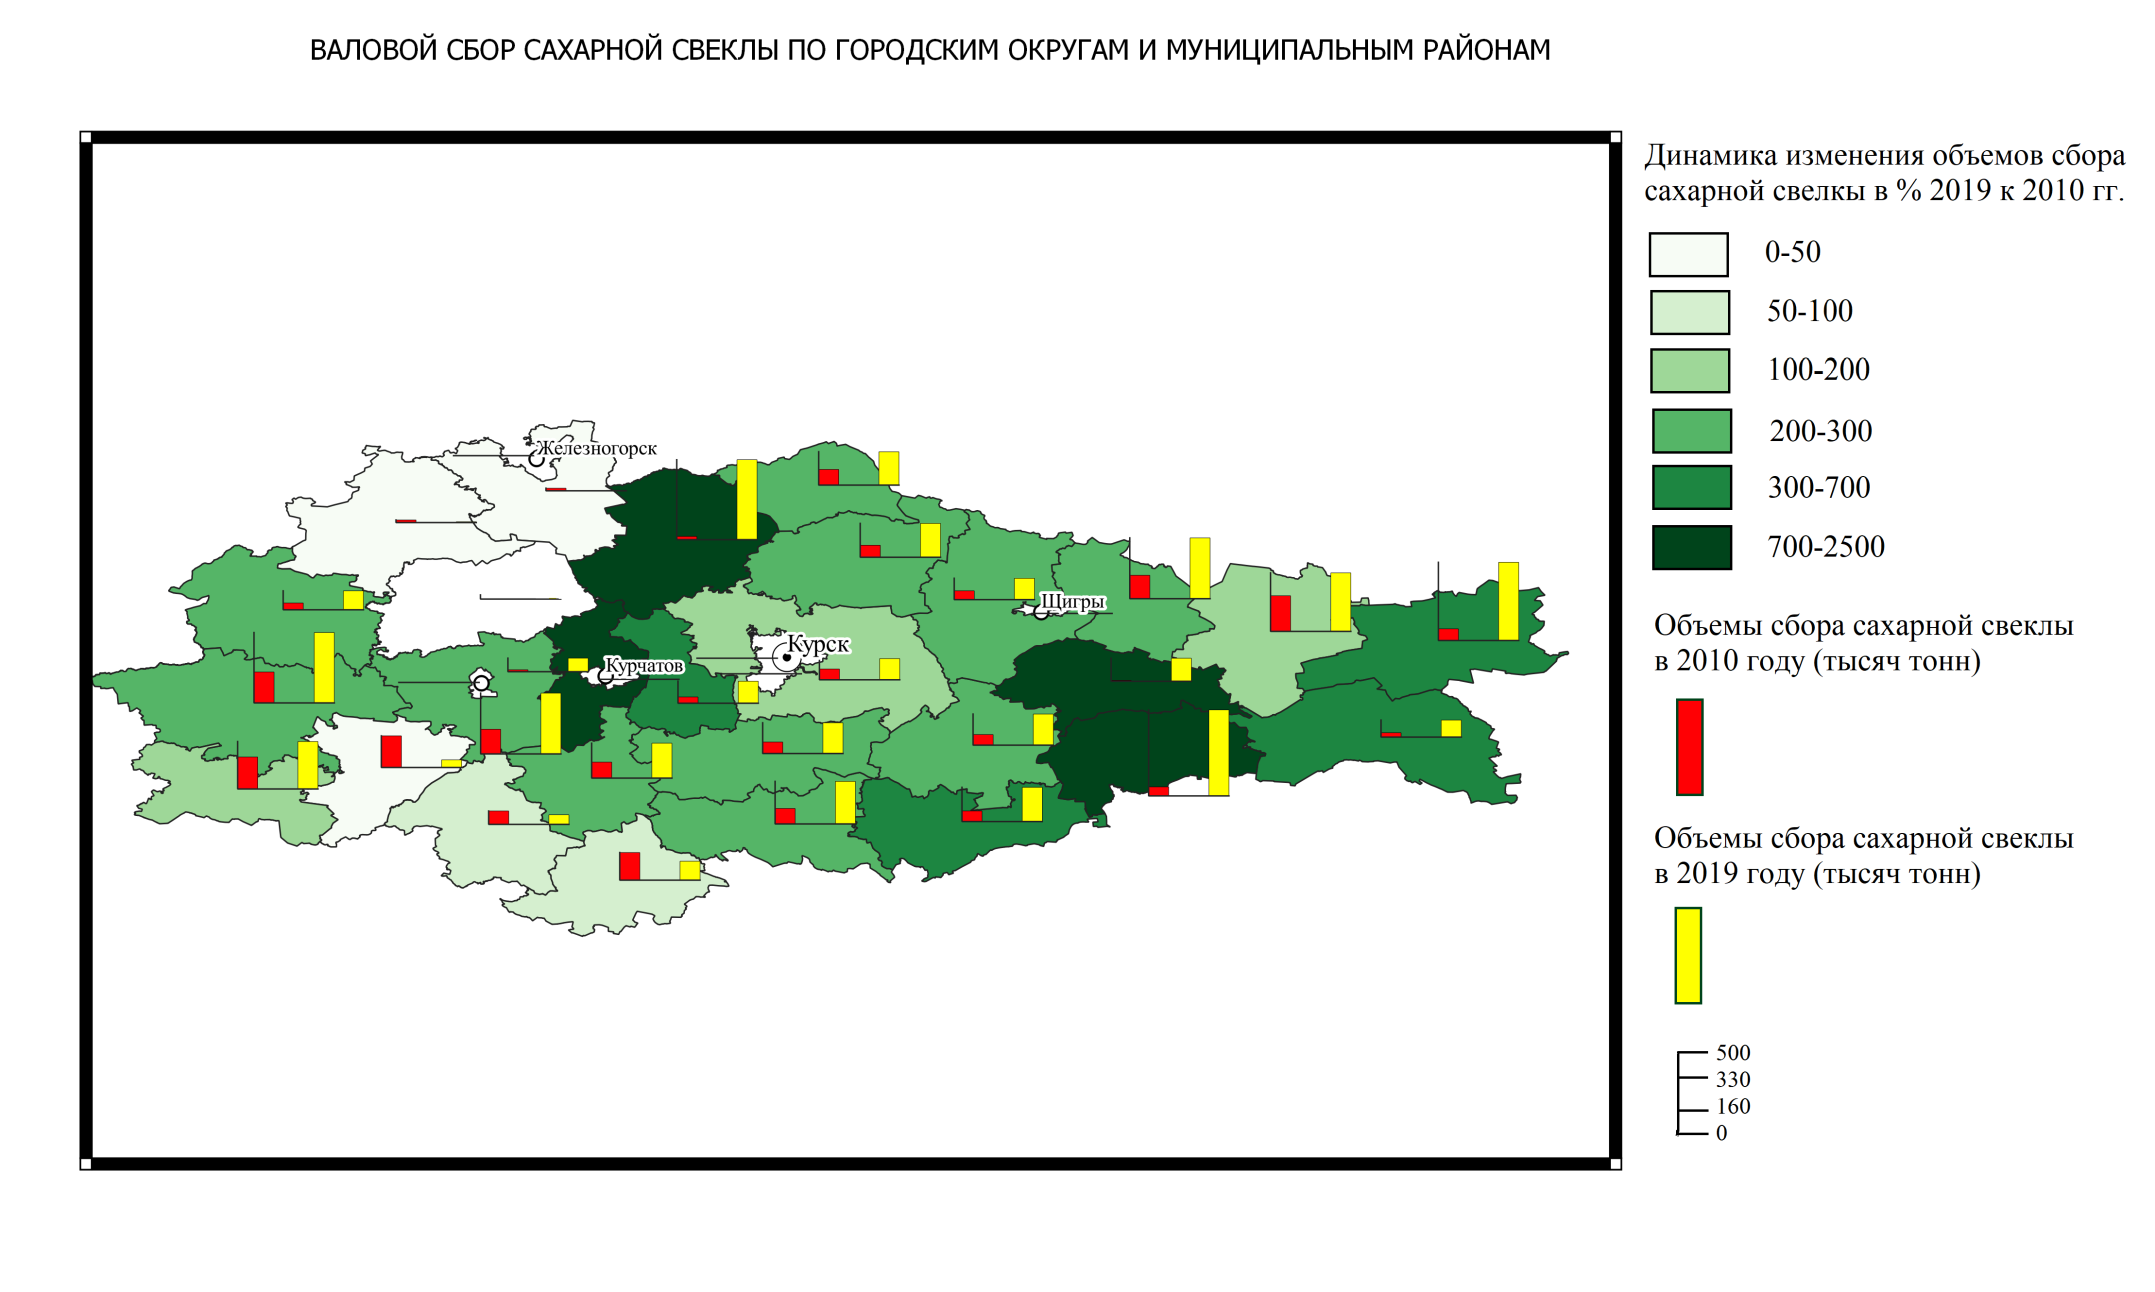 ВАЛОВОЙ СБОР САХАРНОЙ СВЕКЛЫ ПО ГОРОДСКИМ ОКРУГАМ И МУНИЦИПАЛЬНЫМ РАЙОНАМ
Динамика изменения объемов сбора
сахарной свелкы в % 2019 к 2010 гг.
0-50
50-100
100-200
200-300
300-700
700-2500
Объемы сбора сахарной свеклы
в 2010 году (тысяч тонн)
Объемы сбора сахарной свеклы
в 2019 году (тысяч тонн)
500
330
160
0
Железногорск
Щигры
Курск
Курчатов